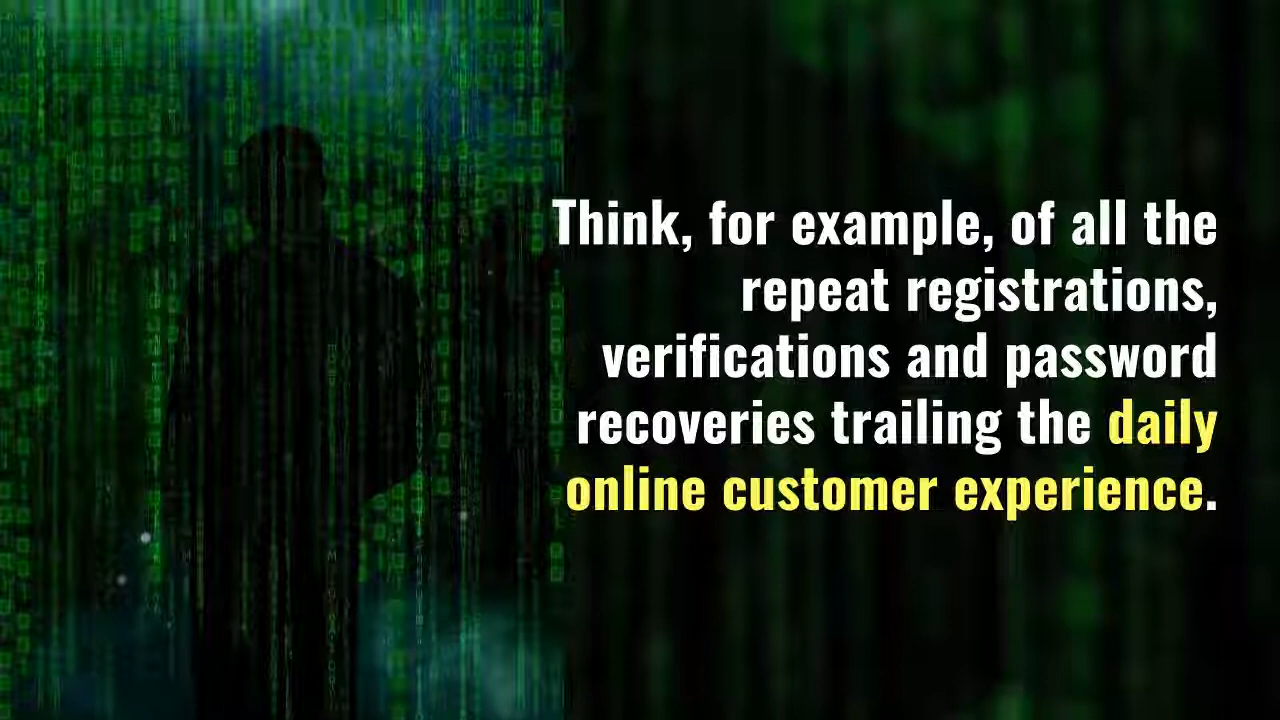 Think, for example, of all the
repeat registrations,
verifications and password
recoveries trailing the daily
online customer experience.